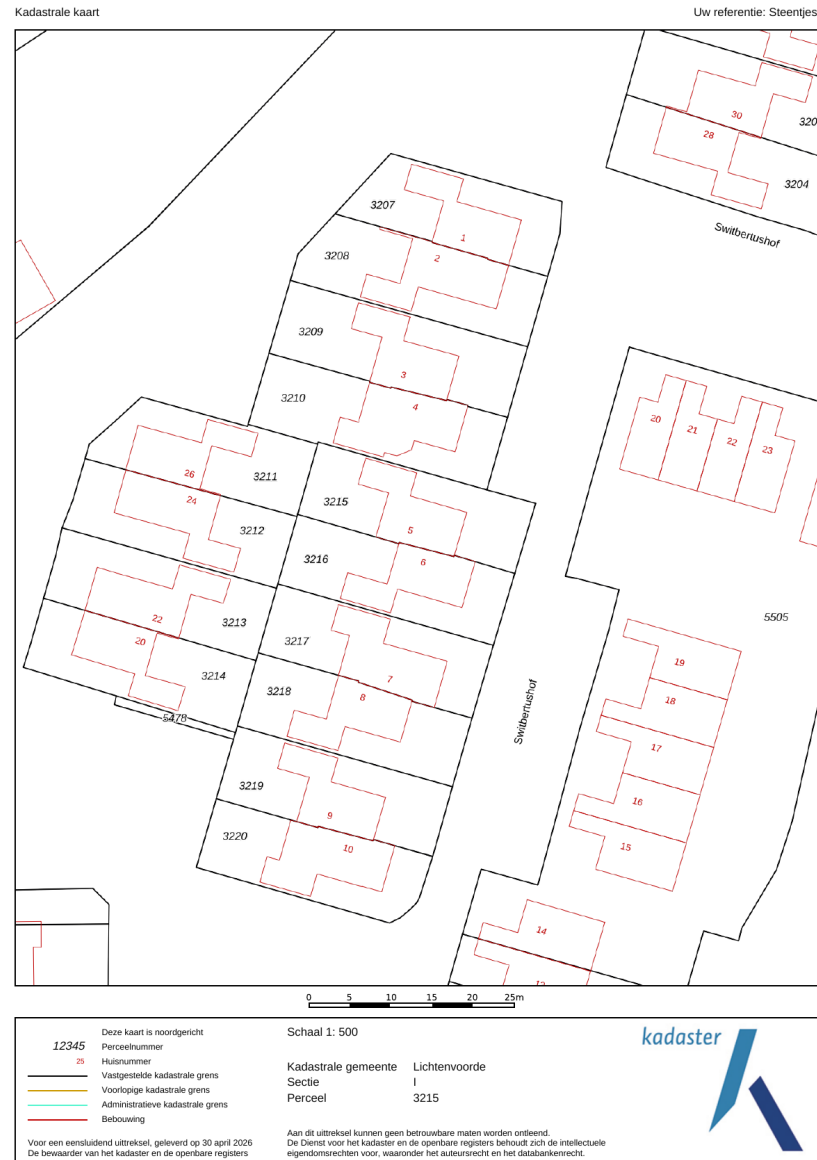 Kadastrale kaart
Uw referentie: Steentjes
30
320
28
3204
Switbertushof
3207
1
3208
2
3209
3
3210
4
20
21
22
23
26
3211
24
3215
3212
5
3216
6
22
3213
5505
20
3217
19
3214
7
18
3218
8
5478
Switbertushof
17
3219
16
9
3220
10
15
14
0 5 10 15 20 25m
Deze kaart is noordgericht
12345 Perceelnummer
25 Huisnummer
Vastgestelde kadastrale grens
Voorlopige kadastrale grens
Administratieve kadastrale grens
Bebouwing
Voor een eensluidend uittreksel, geleverd op 30 april 2026
De bewaarder van het kadaster en de openbare registers
Schaal 1: 500
Kadastrale gemeente Lichtenvoorde
Sectie I
Perceel 3215
Aan dit uittreksel kunnen geen betrouwbare maten worden ontleend.
De Dienst voor het kadaster en de openbare registers behoudt zich de intellectuele
eigendomsrechten voor, waaronder het auteursrecht en het databankenrecht.
kadaster